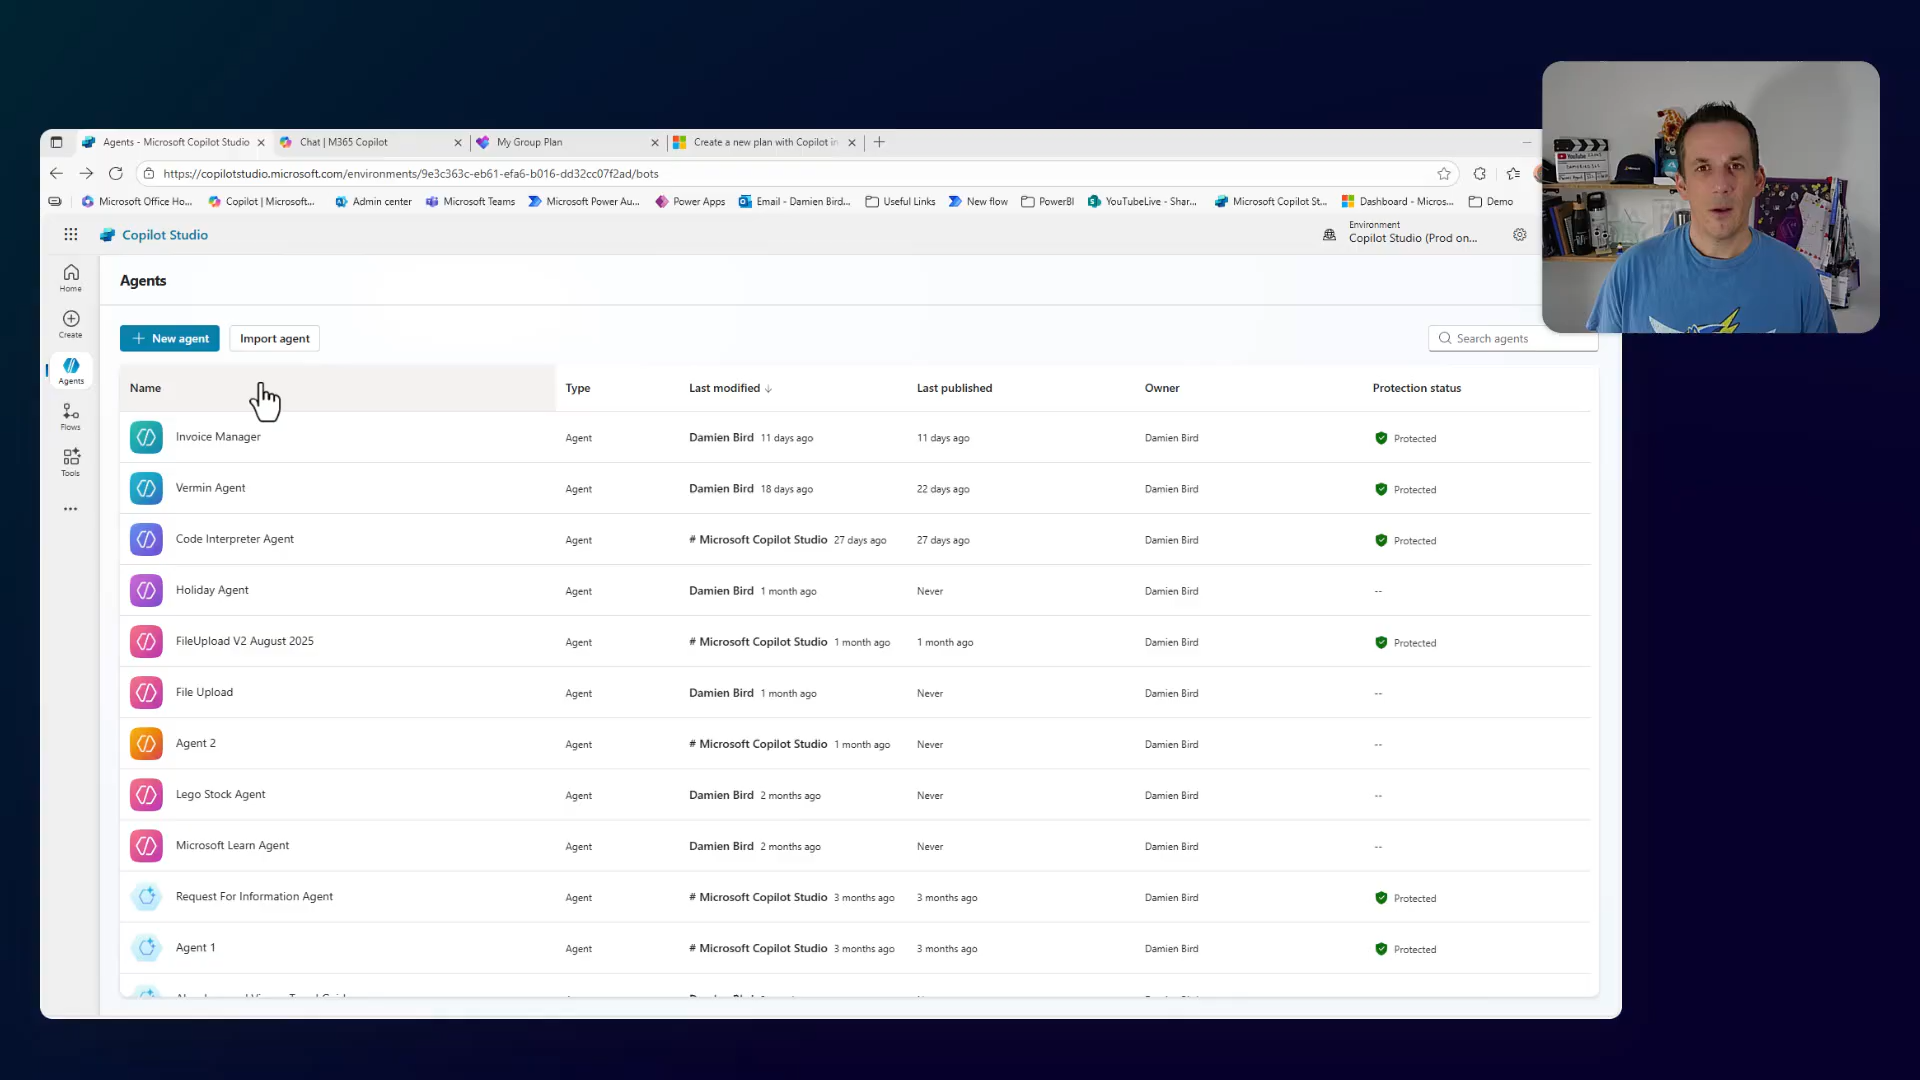 Agents - Microsoft Copilot Studio
Chat | M365 Copilot
My Group Plan
Create a new plan with Copilot in
https://copilotstudio.microsoft.com/environments/9e3c363c-eb61-efa6-b016-dd32cc07f2ad/bots
Microsoft Office Ho...
Copilot | Microsoft...
Admin center
Microsoft Teams
Microsoft Power Au...
Power Apps
Email - Damien Bird...
Useful Links
New flow
PowerBI
YouTubeLive - Shar...
Microsoft Copilot St...
Dashboard - Micros...
Demo
Copilot Studio
Environment
Copilot Studio (Prod on...
Home
Create
Agents
Flows
Tools
Agents
New agent
Import agent
Search agents
Name Type Last modified Last published Owner Protection status
Invoice Manager Agent Damien Bird 11 days ago 11 days ago Damien Bird Protected
Vermin Agent Agent Damien Bird 18 days ago 22 days ago Damien Bird Protected
Code Interpreter Agent Agent # Microsoft Copilot Studio 27 days ago 27 days ago Damien Bird Protected
Holiday Agent Agent Damien Bird 1 month ago Never Damien Bird --
FileUpload V2 August 2025 Agent # Microsoft Copilot Studio 1 month ago 1 month ago Damien Bird Protected
File Upload Agent Damien Bird 1 month ago Never Damien Bird --
Agent 2 Agent # Microsoft Copilot Studio 1 month ago Never Damien Bird --
Lego Stock Agent Agent Damien Bird 2 months ago Never Damien Bird --
Microsoft Learn Agent Agent Damien Bird 2 months ago Never Damien Bird --
Request For Information Agent Agent # Microsoft Copilot Studio 3 months ago 3 months ago Damien Bird Protected
Agent 1 Agent # Microsoft Copilot Studio 3 months ago 3 months ago Damien Bird Protected